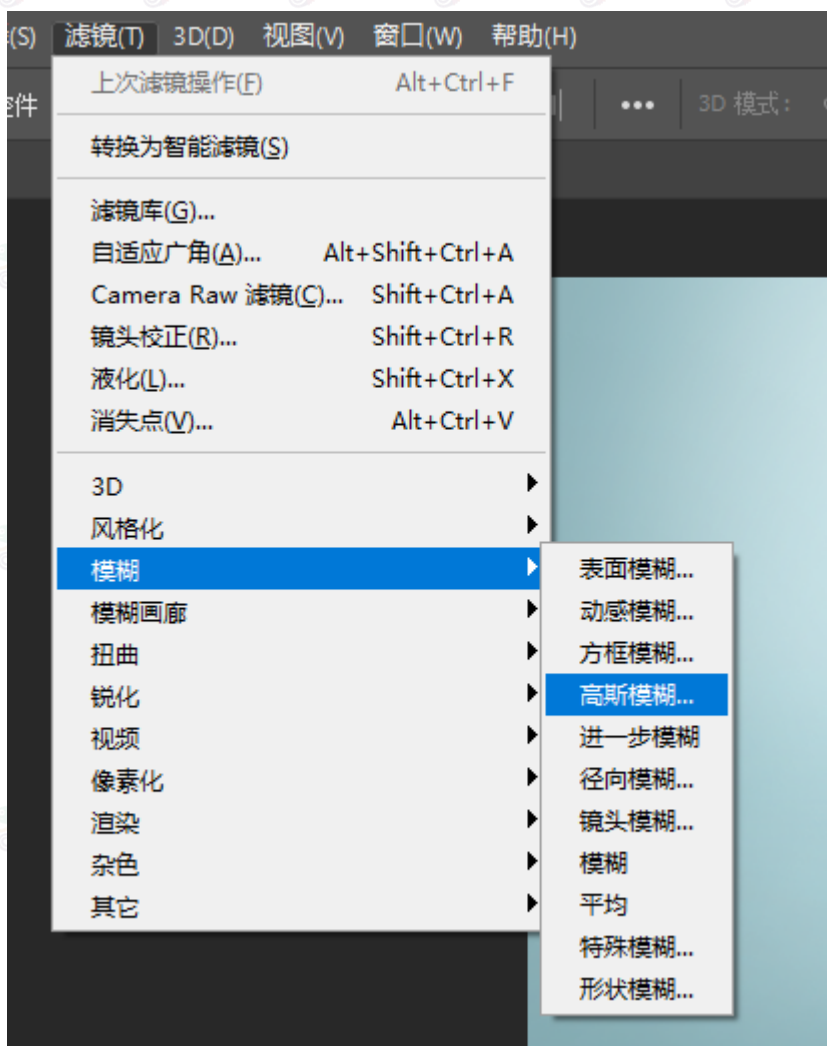 (S) 滤镜(T) 3D(D) 视图(V) 窗口(W) 帮助(H)
件 3D 模式：
上次滤镜操作(F) Alt+Ctrl+F
转换为智能滤镜(S)
滤镜库(G)...
自适应广角(A)... Alt+Shift+Ctrl+A
Camera Raw 滤镜(C)... Shift+Ctrl+A
镜头校正(R)... Shift+Ctrl+R
液化(L)... Shift+Ctrl+X
消失点(V)... Alt+Ctrl+V
3D
风格化
模糊
模糊画廊
扭曲
锐化
视频
像素化
渲染
杂色
其它
表面模糊...
动感模糊...
方框模糊...
高斯模糊...
进一步模糊
径向模糊...
镜头模糊...
模糊
平均
特殊模糊...
形状模糊...